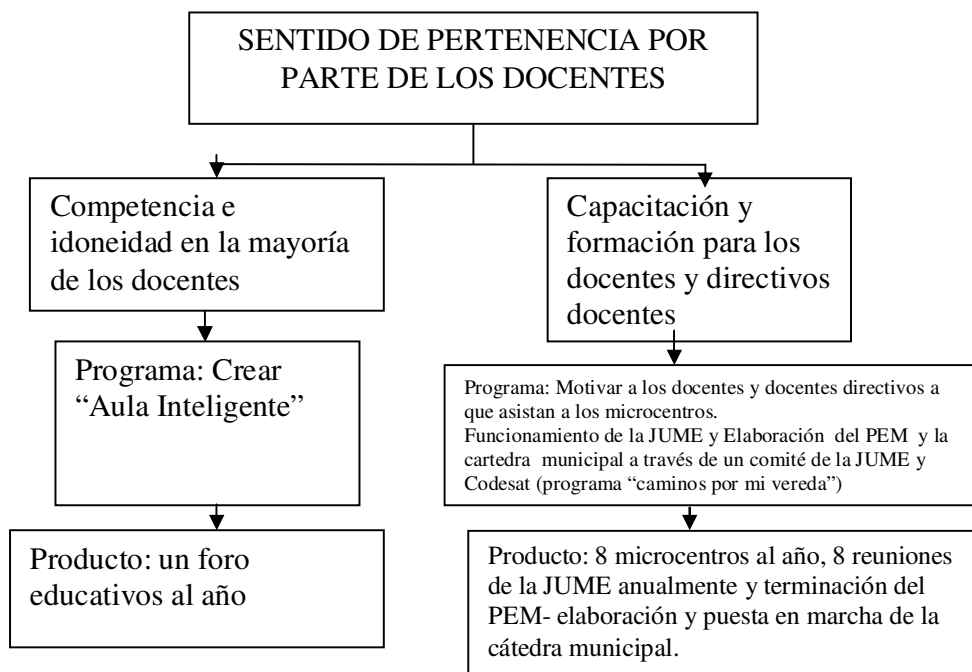 SENTIDO DE PERTENENCIA POR
PARTE DE LOS DOCENTES
Competencia e
idoneidad en la mayoría
de los docentes
Capacitación y
formación para los
docentes y directivos
docentes
Programa: Crear
“Aula Inteligente”
Programa: Motivar a los docentes y docentes directivos a
que asistan a los microcentros.
Funcionamiento de la JUME y Elaboración del PEM y la
cartedra municipal a través de un comité de la JUME y
Codesat (programa “caminos por mi vereda”)
Producto: un foro
educativos al año
Producto: 8 microcentros al año, 8 reuniones
de la JUME anualmente y terminación del
PEM- elaboración y puesta en marcha de la
cátedra municipal.